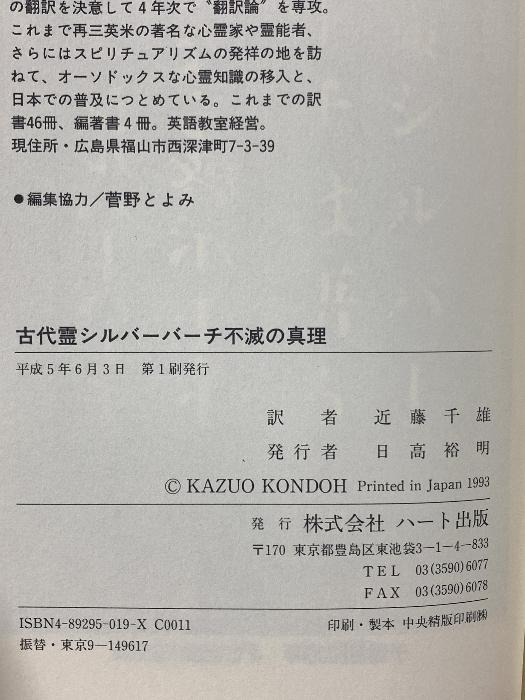 の翻訳を決意して4年次で〝翻訳論〟を専攻。
これまで再三英米の著名な心霊家や霊能者、
さらにはスピリチュアリズムの発祥の地を訪
ねて、オーソドックスな心霊知識の移入と、
日本での普及につとめている。これまでの訳
書46冊、編著書4冊。英語教室経営。
現住所・広島県福山市西深津町7-3-39
●編集協力／菅野とよみ
古代霊シルバーバーチ不滅の真理
平成5年6月3日 第1刷発行
訳者 近藤千雄
発行者 日高裕明
© KAZUO KONDOH Printed in Japan 1993
発行 株式会社 ハート出版
〒170 東京都豊島区東池袋3―1―4―833
TEL 03(3590)6077
FAX 03(3590)6078
ISBN4-89295-019-X C0011
印刷・製本 中央精版印刷㈱
振替・東京9―149617